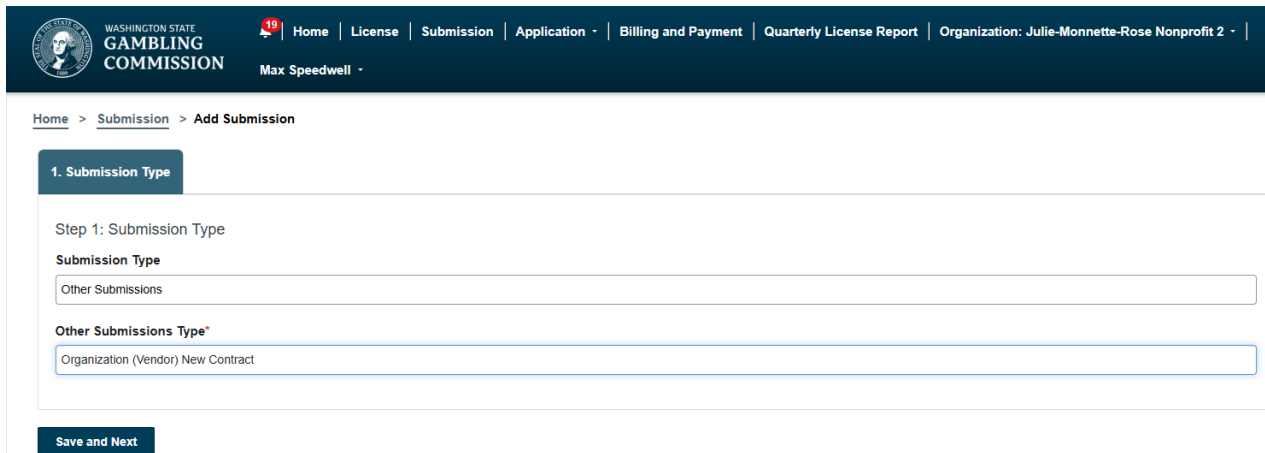 WASHINGTON STATE
GAMBLING
COMMISSION
19 | Home | License | Submission | Application - | Billing and Payment | Quarterly License Report | Organization: Julie-Monnette-Rose Nonprofit 2 - |
Max Speedwell -
Home > Submission > Add Submission
1. Submission Type
Step 1: Submission Type
Submission Type
Other Submissions
Other Submissions Type*
Organization (Vendor) New Contract
Save and Next